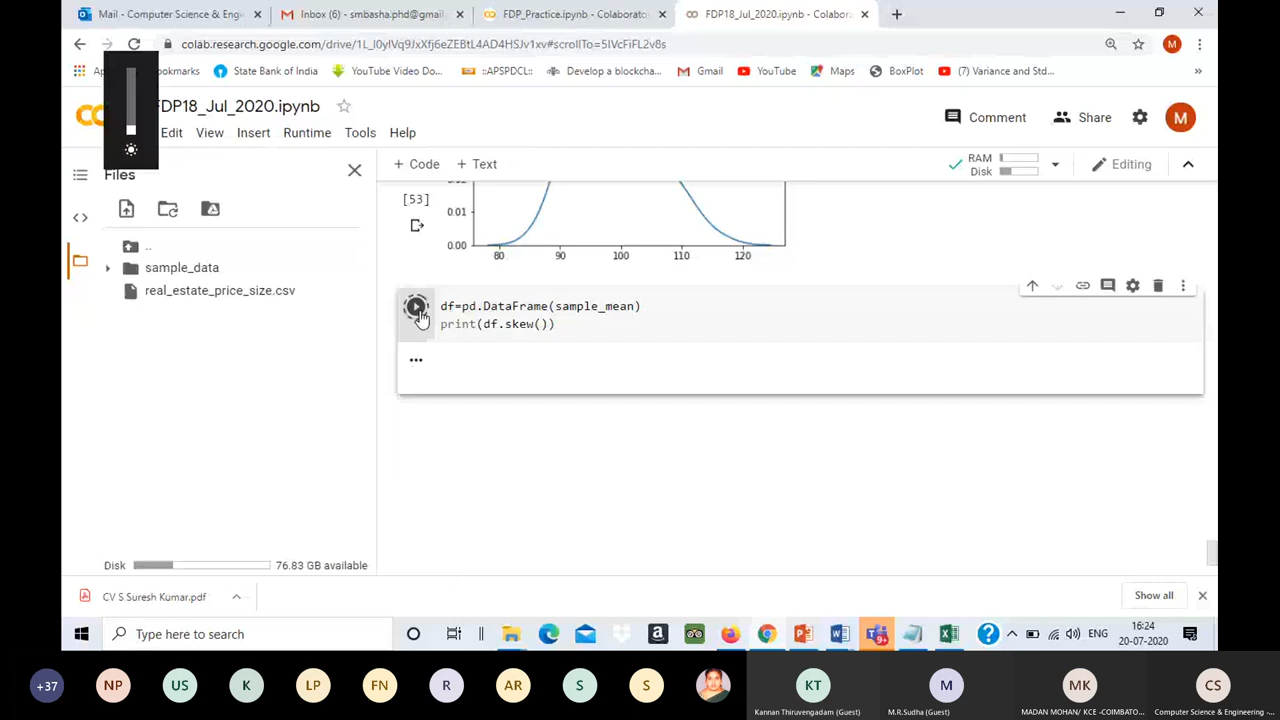 Mail - Computer Science & Eng
Inbox (6) - smbasha.phd@gmail
FDP_Practice.ipynb - Colaborato
FDP18_Jul_2020.ipynb - Colabora
colab.research.google.com/drive/1L_l0yIVq9JxXfj6eZEBtL4AD4HSJv1xv#scrollTo=5IVcFiFL2v8s
Ap
okmarks
State Bank of India
YouTube Video Do...
::APSPDCL::
Develop a blockcha...
Gmail
YouTube
Maps
BoxPlot
(7) Variance and Std...
»
FDP18_Jul_2020.ipynb
Edit View Insert Runtime Tools Help
Comment
Share
M
+ Code + Text
RAM
Disk
Editing
Files
..
sample_data
real_estate_price_size.csv
[53]
0.01
0.00
80 90 100 110 120
df=pd.DataFrame(sample_mean)
print(df.skew())
Disk
76.83 GB available
CV S Suresh Kumar.pdf
Show all
Type here to search
9+
ENG
16:24
20-07-2020
+37 NP US K LP FN R AR S S KT M MK CS
Kannan Thiruvengadam (Guest)
M.R.Sudha (Guest)
MADAN MOHAN/ KCE -COIMBATO...
Computer Science & Engineering -...